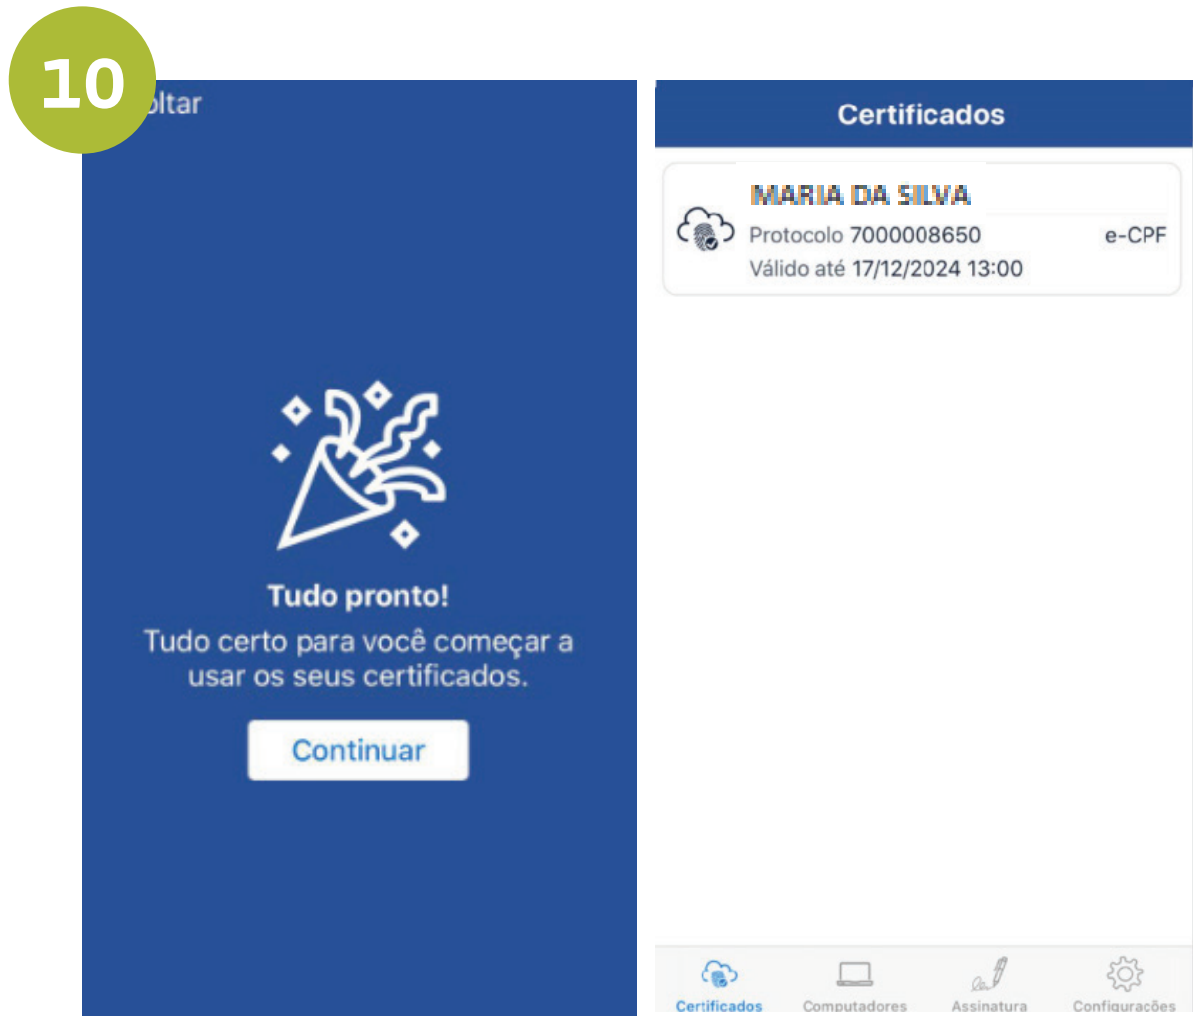 10
oltar
Tudo pronto!
Tudo certo para você começar a
usar os seus certificados.
Continuar
Certificados
MARIA DA SILVA
Protocolo 7000008650 e-CPF
Válido até 17/12/2024 13:00
Certificados Computadores Assinatura Configurações